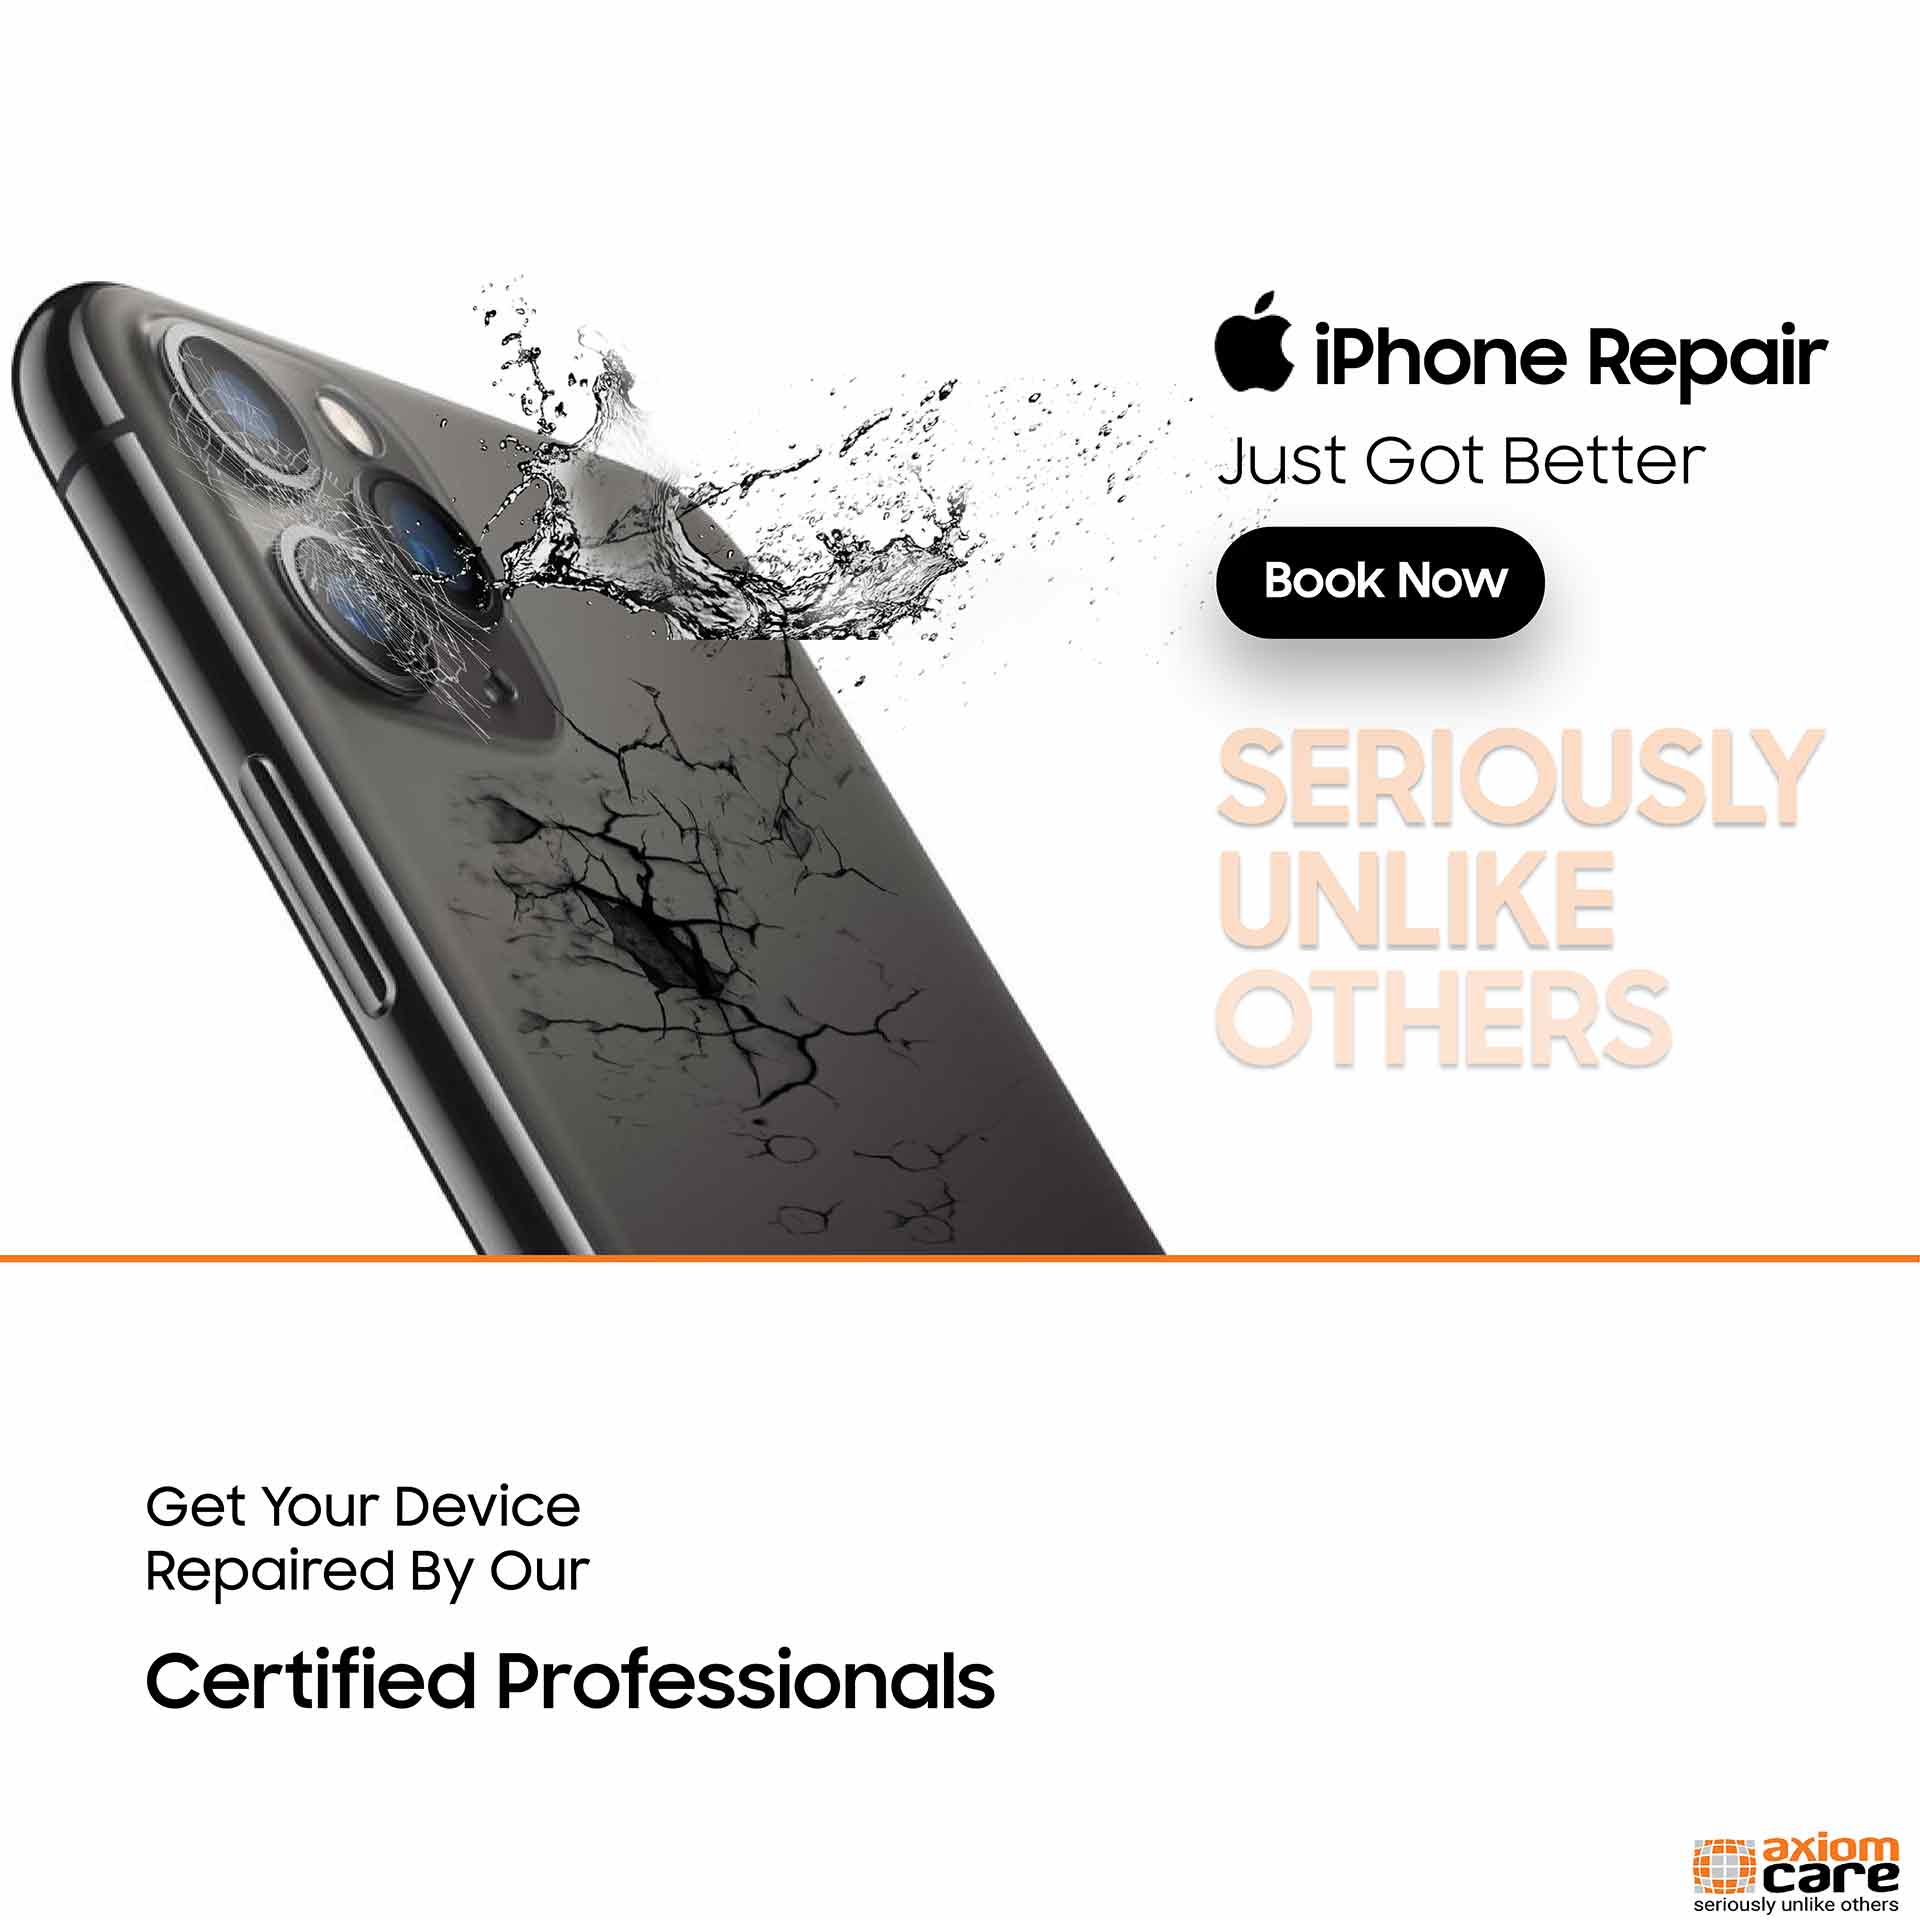 iPhone Repair
Just Got Better
Book Now
SERIOUSLY
UNLIKE
OTHERS
Get Your Device
Repaired By Our
Certified Professionals
axiom
care
seriously unlike others